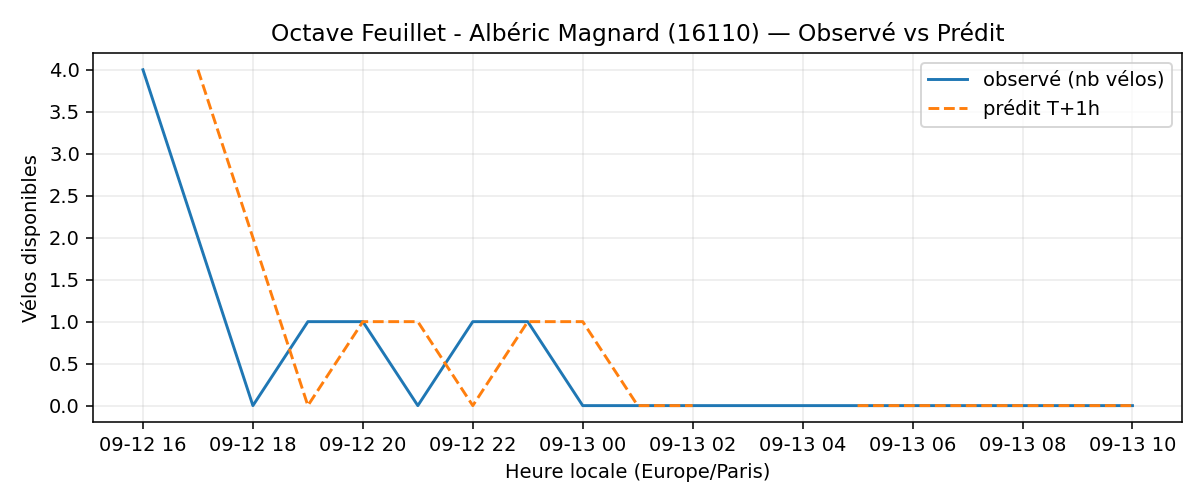 Octave Feuillet - Albéric Magnard (16110) — Observé vs Prédit
observé (nb vélos)
prédit T+1h
Vélos disponibles
4.0
3.5
3.0
2.5
2.0
1.5
1.0
0.5
0.0
09-12 16 09-12 18 09-12 20 09-12 22 09-13 00 09-13 02 09-13 04 09-13 06 09-13 08 09-13 10
Heure locale (Europe/Paris)